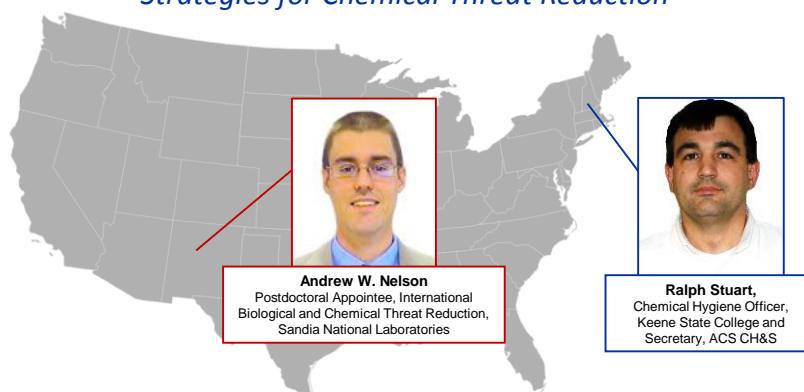 Strategies for Chemical Threat Reduction
Andrew W. Nelson
Postdoctoral Appointee, International
Biological and Chemical Threat Reduction,
Sandia National Laboratories
Ralph Stuart,
Chemical Hygiene Officer,
Keene State College and
Secretary, ACS CH&S